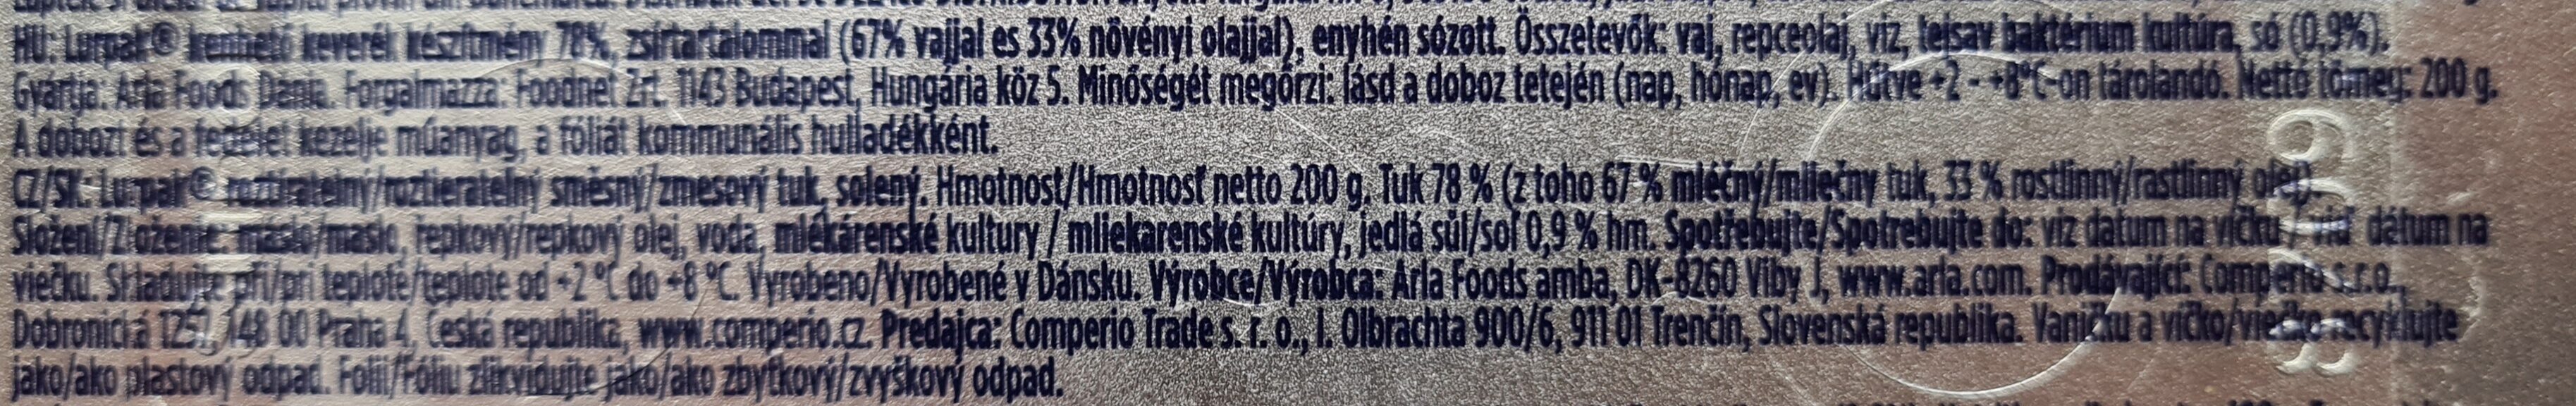 HU: Lurpak® kenhető keverék készítmény 78%, zsírtartalommal (67% vajjal es 33% növényi olajjal), enyhén sózott. Összetevők: vaj, repceolaj, víz, tejsav baktérium kultúra, só (0,9%).
Gyártja: Arla Foods Dánia. Forgalmazza: Foodnet Zrt. 1143 Budapest, Hungária köz 5. Minőségét megőrzi: lásd a doboz tetején (nap, hónap, ev). Hűtve +2 - +8°C-on tárolandó. Nettó tömeg: 200 g.
A dobozt és a fedelet kezelje műanyag, a fóliát kommunális hulladékként.
CZ/SK: Lurpak® roztíratelný/roztierateľný směsný/zmesový tuk, solený. Hmotnost/Hmotnosť netto 200 g. Tuk 78 % (z toho 67 % mléčný/mliečny tuk, 33 % rostlinný/rastlinný olej).
Složení/Zloženie: máslo/maslo, řepkový/repkový olej, voda, mlékárenské kultury / mliekarenské kultúry, jedlá sůl/soľ 0,9 % hm. Spotřebujte/Spotrebujte do: viz datum na víčku / viď dátum na
viečku. Skladujte při/pri teplotě/teplote od +2 °C do +8 °C. Vyrobeno/Vyrobené v Dánsku. Výrobce/Výrobca: Arla Foods amba, DK-8260 Viby J, www.arla.com. Prodávající: Comperio s.r.o.,
Dobronická 1257, 148 00 Praha 4, Česká republika, www.comperio.cz. Predajca: Comperio Trade s. r. o., I. Olbrachta 900/6, 911 01 Trenčín, Slovenská republika. Vaničku a víčko/viečko recyklujte
jako/ako plastový odpad. Folii/Fóliu zlikvidujte jako/ako zbytkový/zvyškový odpad.